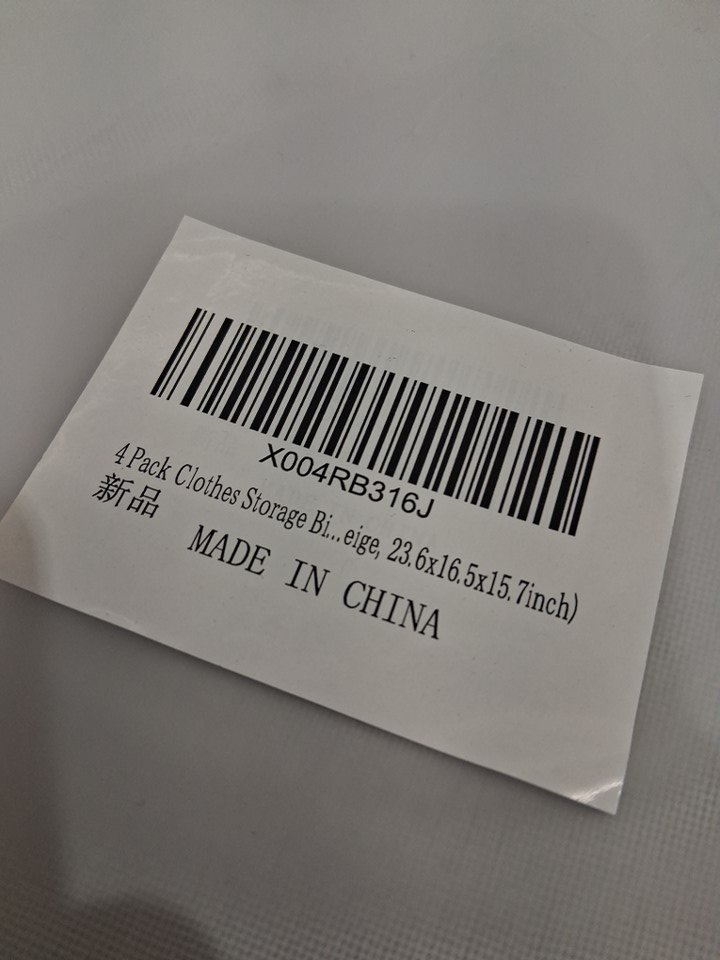 X004RB316J
4 Pack Clothes Storage Bi... eige, 23.6x16.5x15.7inch)
新品
MADE IN CHINA